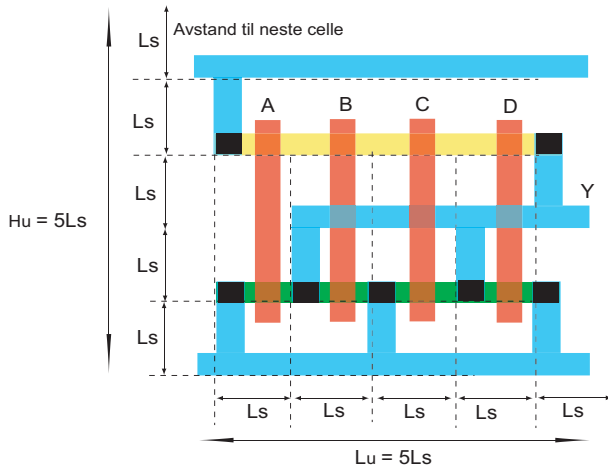 Ls
Avstand til neste celle
Ls
A
B
C
D
Ls
Y
Hu = 5Ls
Ls
Ls
Ls
Ls
Ls
Ls
Ls
Lu = 5Ls